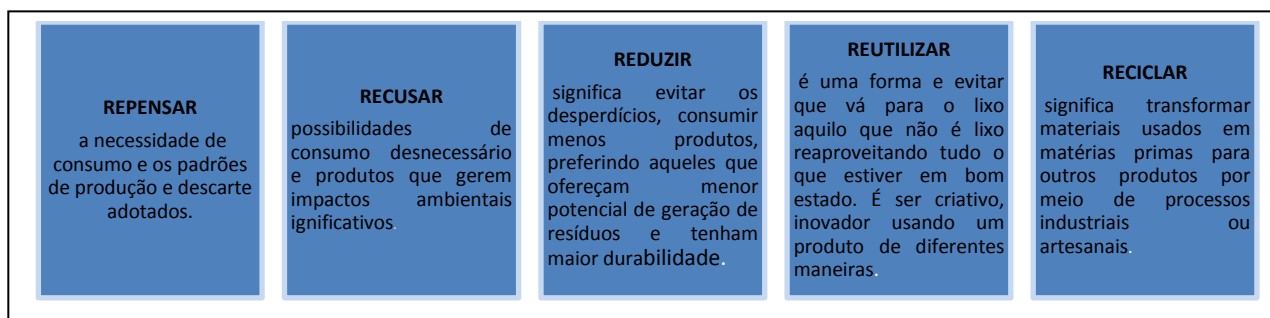 REPENSAR
a necessidade de
consumo e os padrões
de produção e descarte
adotados.
RECUSAR
possibilidades de
consumo desnecessário
e produtos que gerem
impactos ambientais
ignificativos.
REDUZIR
significa evitar os
desperdícios, consumir
menos produtos,
preferindo aqueles que
ofereçam menor
potencial de geração de
resíduos e tenham
maior durabilidade.
REUTILIZAR
é uma forma e evitar
que vá para o lixo
aquilo que não é lixo
reaproveitando tudo o
que estiver em bom
estado. É ser criativo,
inovador usando um
produto de diferentes
maneiras.
RECICLAR
significa transformar
materiais usados em
matérias primas para
outros produtos por
meio de processos
industriais ou
artesanais.